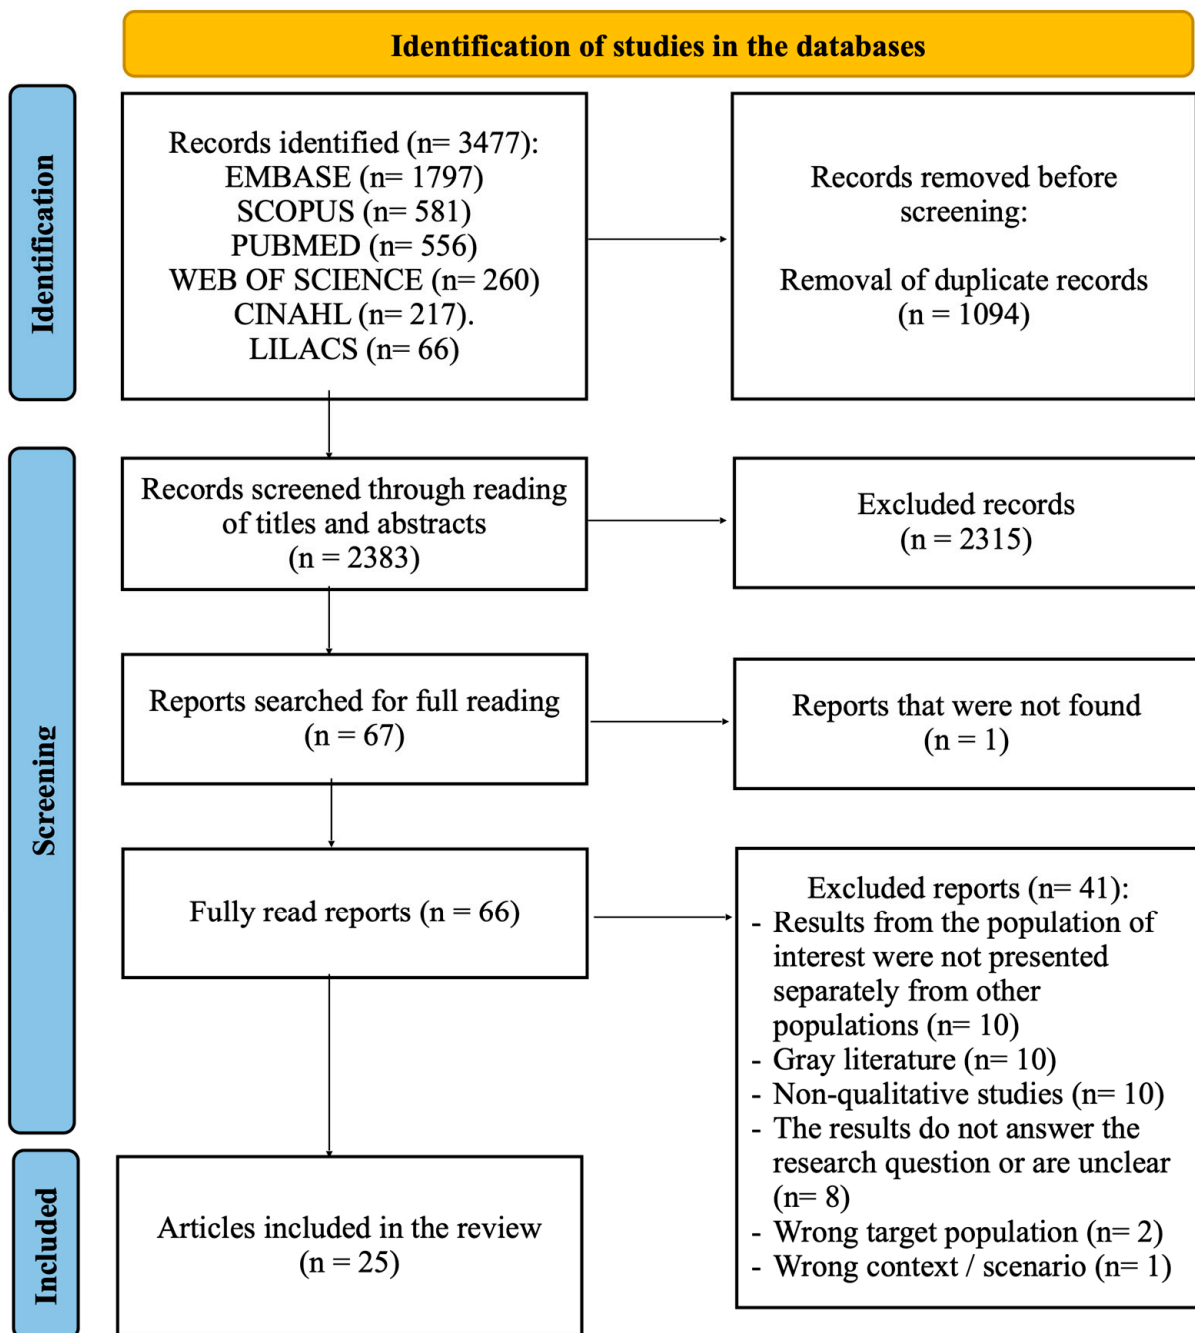 Identification of studies in the databases
Identification
Records identified (n= 3477):
EMBASE (n= 1797)
SCOPUS (n= 581)
PUBMED (n= 556)
WEB OF SCIENCE (n= 260)
CINAHL (n= 217).
LILACS (n= 66)
Records removed before
screening:
Removal of duplicate records
(n = 1094)
Screening
Records screened through reading
of titles and abstracts
(n = 2383)
Excluded records
(n = 2315)
Reports searched for full reading
(n = 67)
Reports that were not found
(n = 1)
Fully read reports (n = 66)
Excluded reports (n= 41):
- Results from the population of
interest were not presented
separately from other
populations (n= 10)
- Gray literature (n= 10)
- Non-qualitative studies (n= 10)
- The results do not answer the
research question or are unclear
(n= 8)
- Wrong target population (n= 2)
- Wrong context / scenario (n= 1)
Included
Articles included in the review
(n = 25)